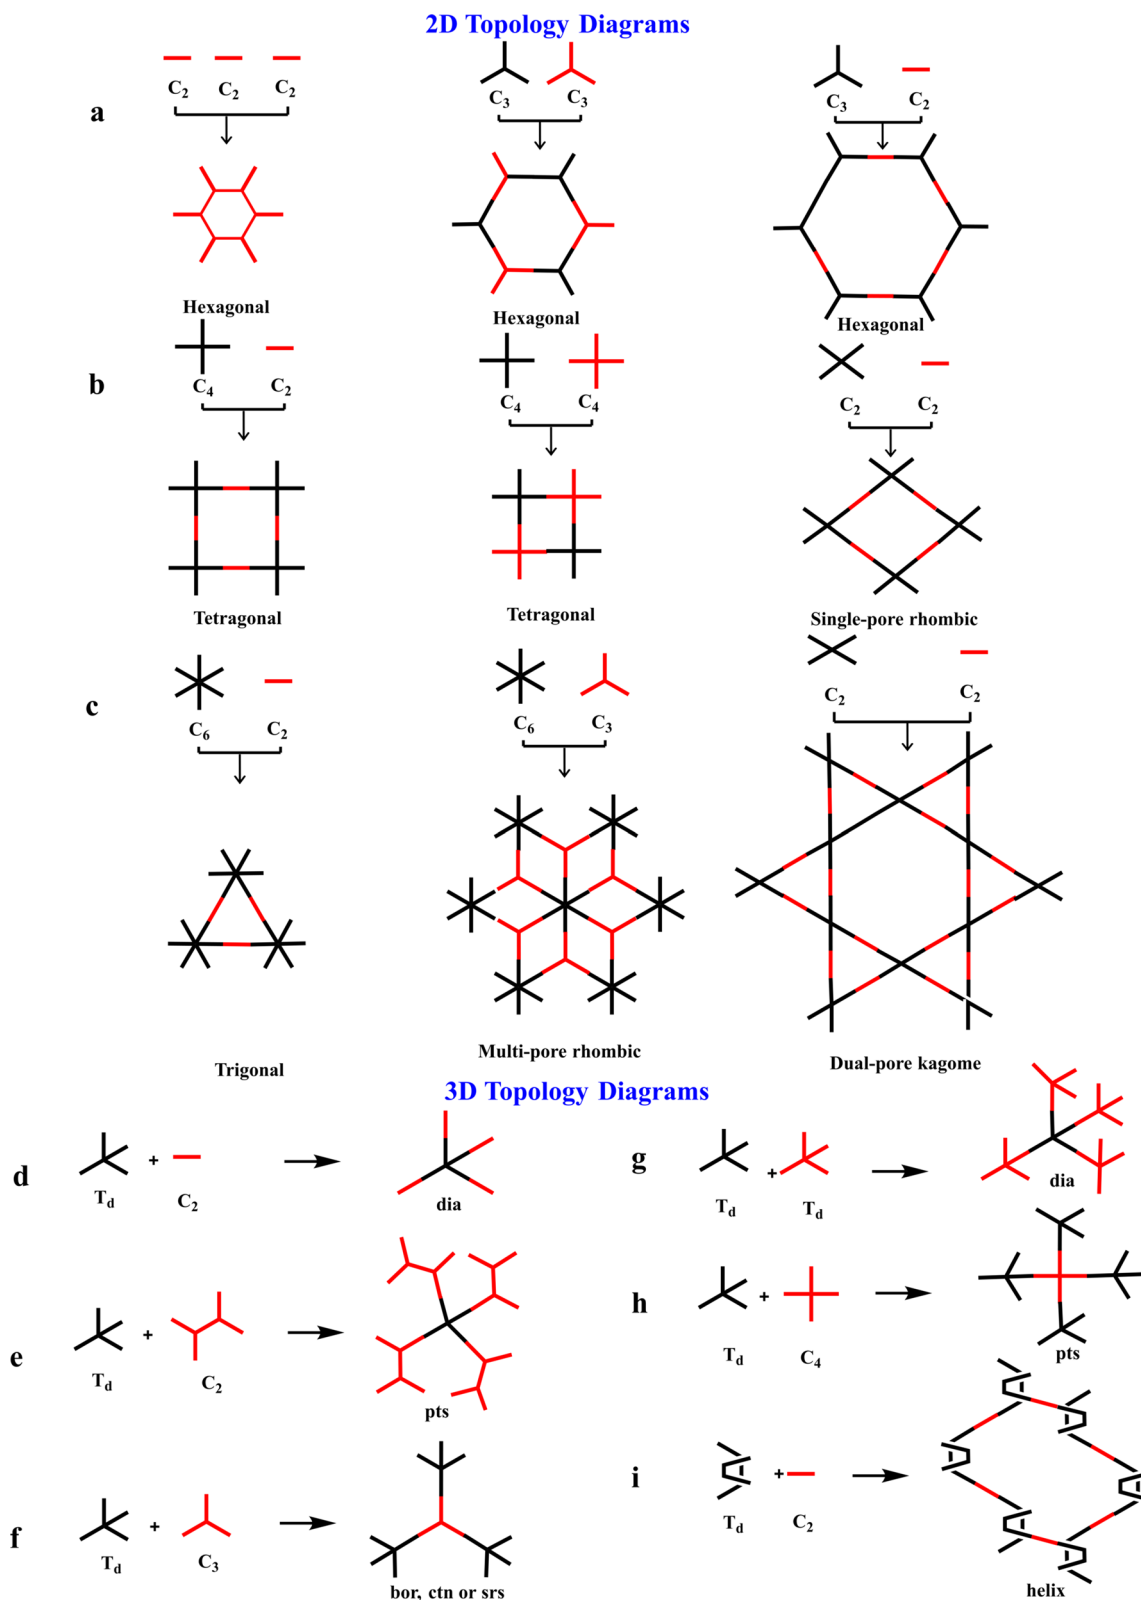 2D Topology Diagrams
a
C2 C2 C2
C3 C3
C3 C2
Hexagonal
Hexagonal
Hexagonal
b
C4 C2
C4 C4
C2 C2
Tetragonal
Tetragonal
Single-pore rhombic
c
C6 C2
C6 C3
C2 C2
Trigonal
Multi-pore rhombic
Dual-pore kagome
3D Topology Diagrams
d
+
Td C2
dia
g
+
Td Td
dia
e
+
Td C2
pts
h
+
Td C4
pts
f
+
Td C3
bor, ctn or srs
i
+
Td C2
helix